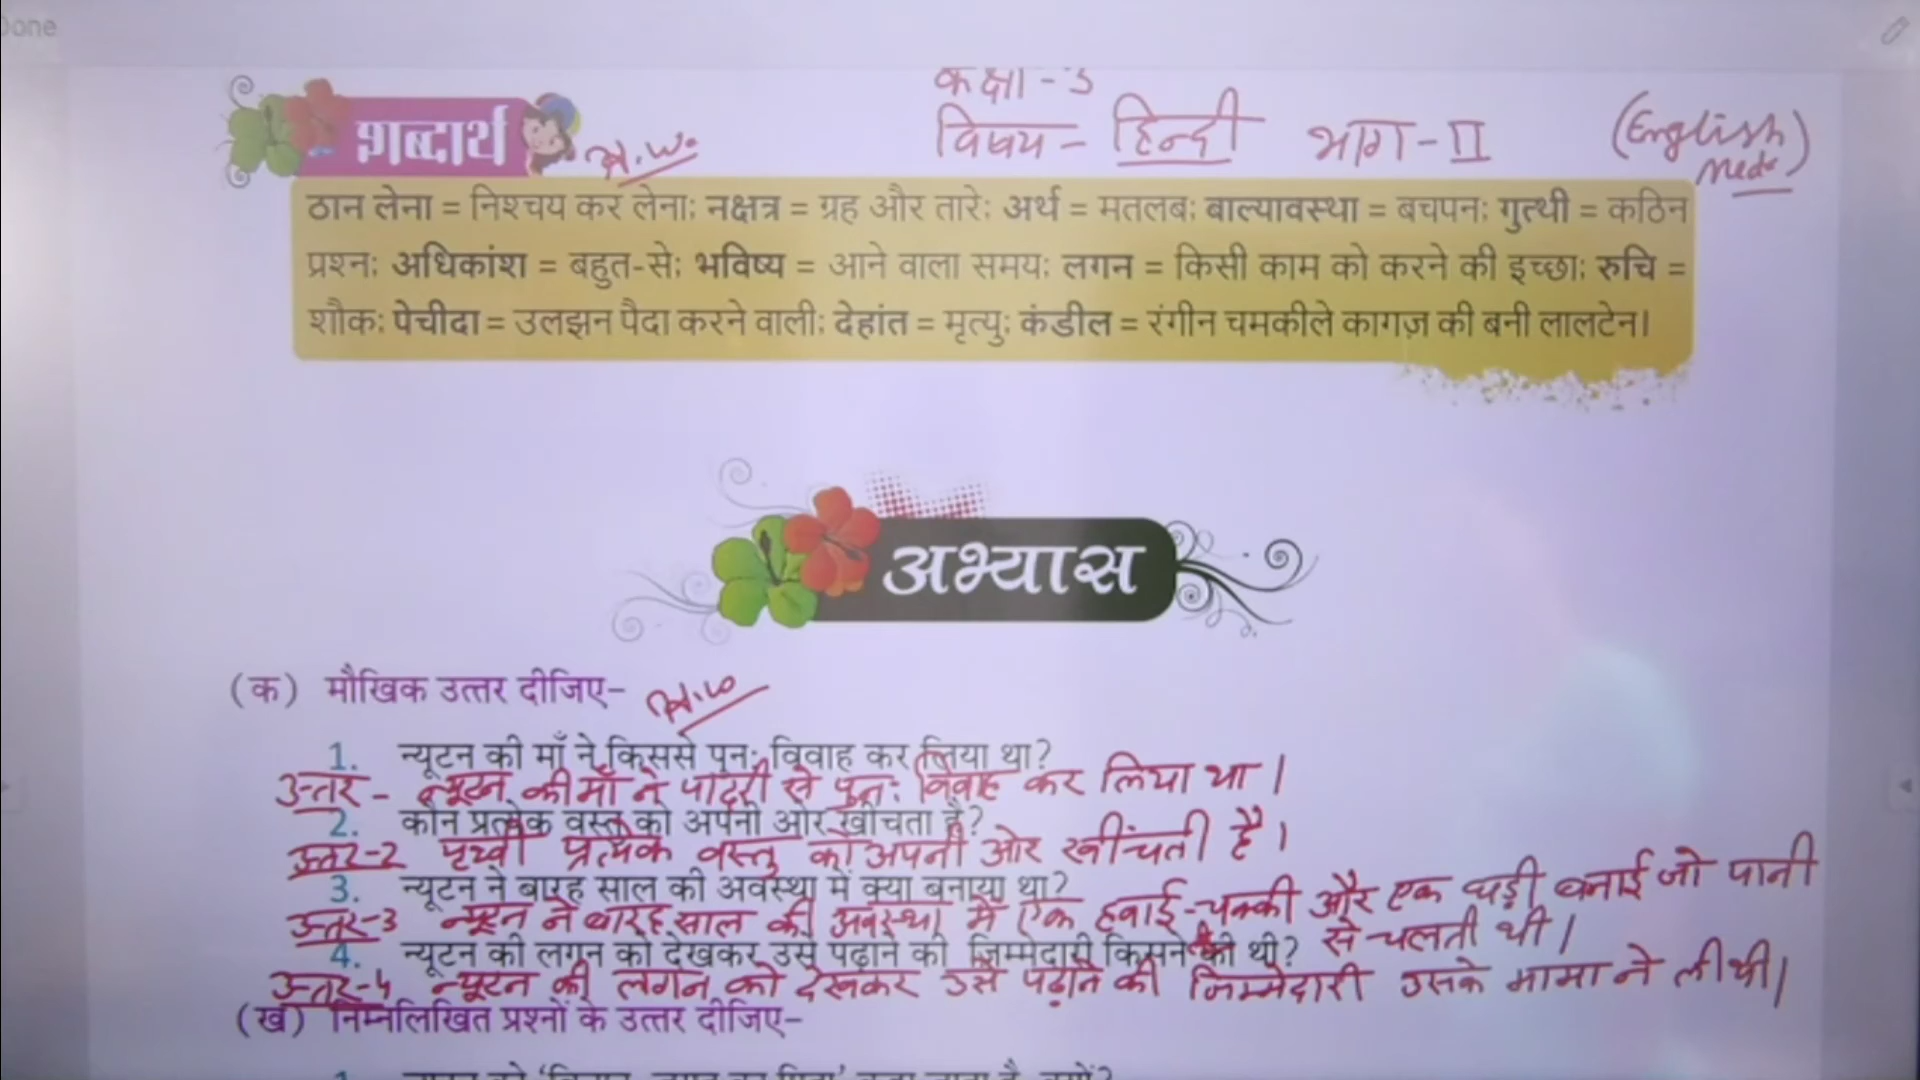 Done
कक्षा - 5
विषय - हिन्दी भाग - II (English Med.)
शब्दार्थ H.W.
ठान लेना = निश्चय कर लेना; नक्षत्र = ग्रह और तारे; अर्थ = मतलब; बाल्यावस्था = बचपन; गुत्थी = कठिन
प्रश्न; अधिकांश = बहुत-से; भविष्य = आने वाला समय; लगन = किसी काम को करने की इच्छा; रुचि =
शौक; पेचीदा = उलझन पैदा करने वाली; देहांत = मृत्यु; कंडील = रंगीन चमकीले कागज़ की बनी लालटेन।
अभ्यास
(क) मौखिक उत्तर दीजिए– H.W
1. न्यूटन की माँ ने किससे पुन: विवाह कर लिया था?
उत्तर - न्यूटन की माँ ने पादरी से पुन: विवाह कर लिया था।
2. कौन प्रत्येक वस्तु को अपनी ओर खींचता है?
उत्तर-2 पृथ्वी प्रत्येक वस्तु को अपनी ओर खींचती है।
3. न्यूटन ने बारह साल की अवस्था में क्या बनाया था?
उत्तर-3 न्यूटन ने बारह साल की अवस्था में एक हवाई-चक्की और एक घड़ी बनाई जो पानी
से चलती थी।
4. न्यूटन की लगन को देखकर उसे पढ़ाने की जिम्मेदारी किसने ली थी?
उत्तर-4 न्यूटन की लगन को देखकर उसे पढ़ाने की जिम्मेदारी उसके मामा ने ली थी।
(ख) निम्नलिखित प्रश्नों के उत्तर दीजिए–